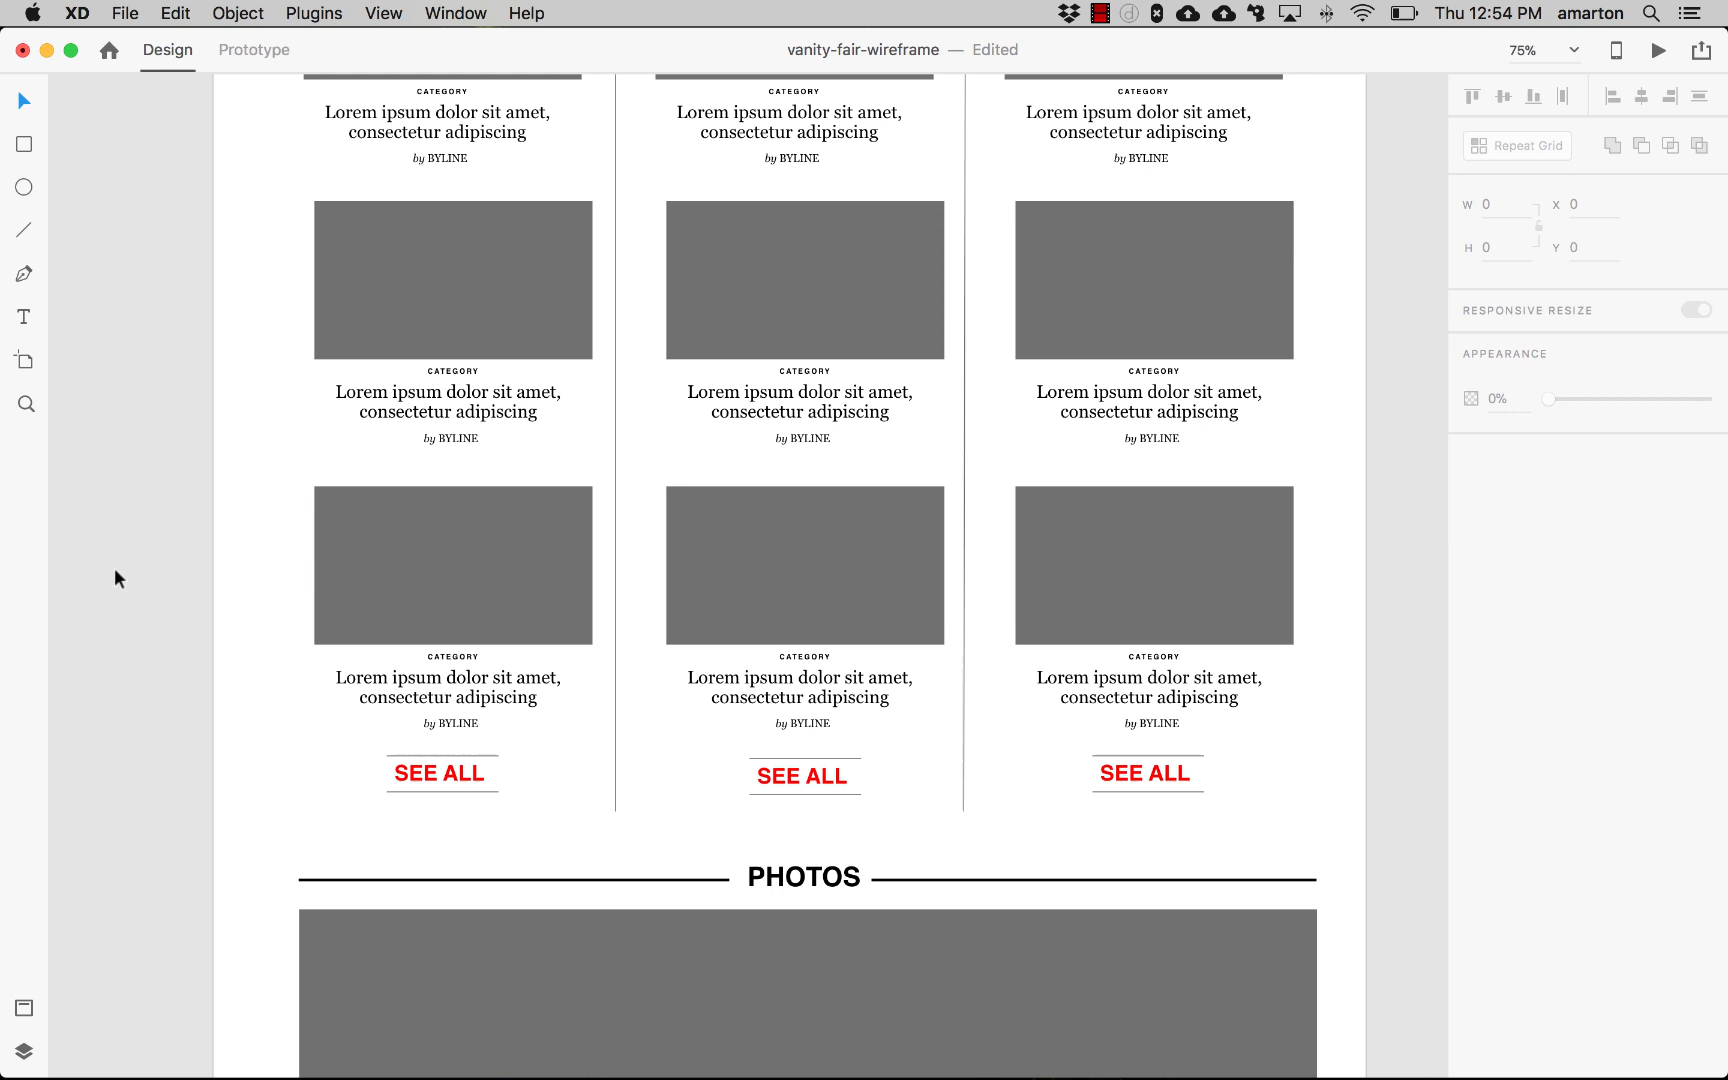 XD File Edit Object Plugins View Window Help Thu 12:54 PM amarton
Design Prototype vanity-fair-wireframe — Edited 75%
CATEGORY CATEGORY CATEGORY
Lorem ipsum dolor sit amet, Lorem ipsum dolor sit amet, Lorem ipsum dolor sit amet,
consectetur adipiscing consectetur adipiscing consectetur adipiscing
by BYLINE by BYLINE by BYLINE
CATEGORY CATEGORY CATEGORY
Lorem ipsum dolor sit amet, Lorem ipsum dolor sit amet, Lorem ipsum dolor sit amet,
consectetur adipiscing consectetur adipiscing consectetur adipiscing
by BYLINE by BYLINE by BYLINE
CATEGORY CATEGORY CATEGORY
Lorem ipsum dolor sit amet, Lorem ipsum dolor sit amet, Lorem ipsum dolor sit amet,
consectetur adipiscing consectetur adipiscing consectetur adipiscing
by BYLINE by BYLINE by BYLINE
SEE ALL SEE ALL SEE ALL
PHOTOS
Repeat Grid
W 0 X 0
H 0 Y 0
RESPONSIVE RESIZE
APPEARANCE
0%